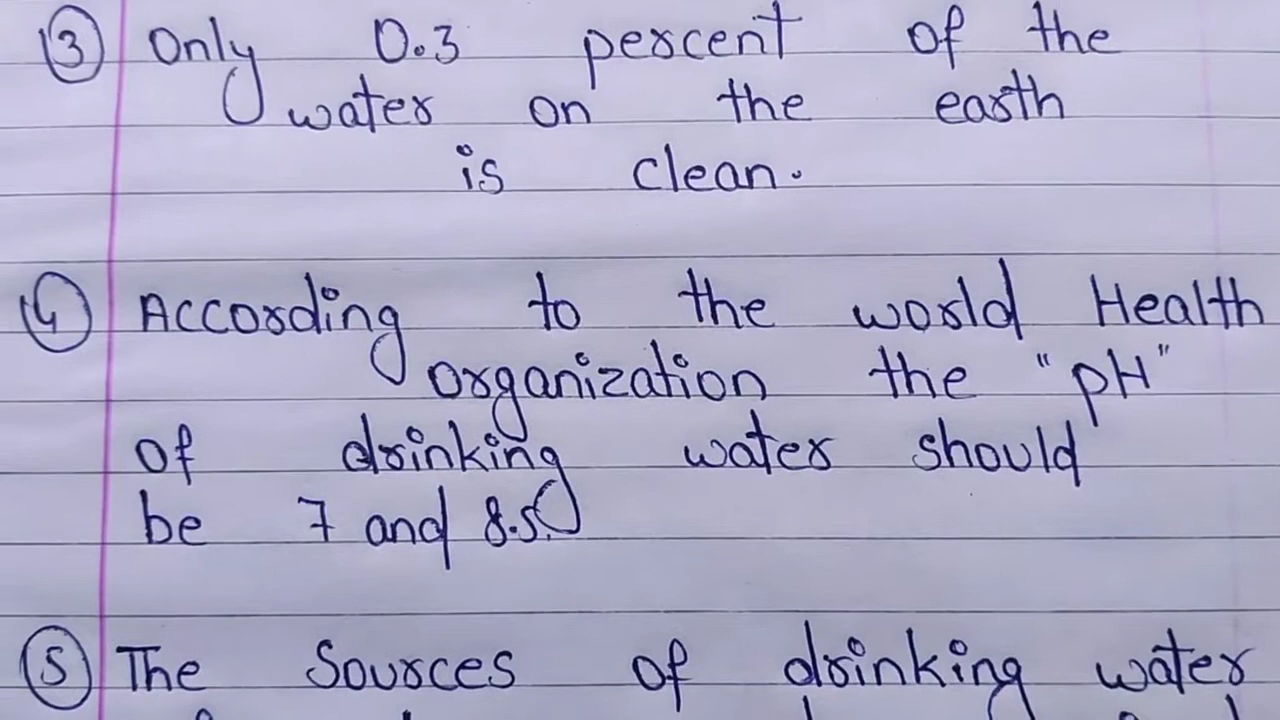 ③ Only 0.3 percent of the
water on the earth
is clean.
④ According to the world Health
organization the "pH"
of drinking water should
be 7 and 8.5.
⑤ The Sources of drinking water